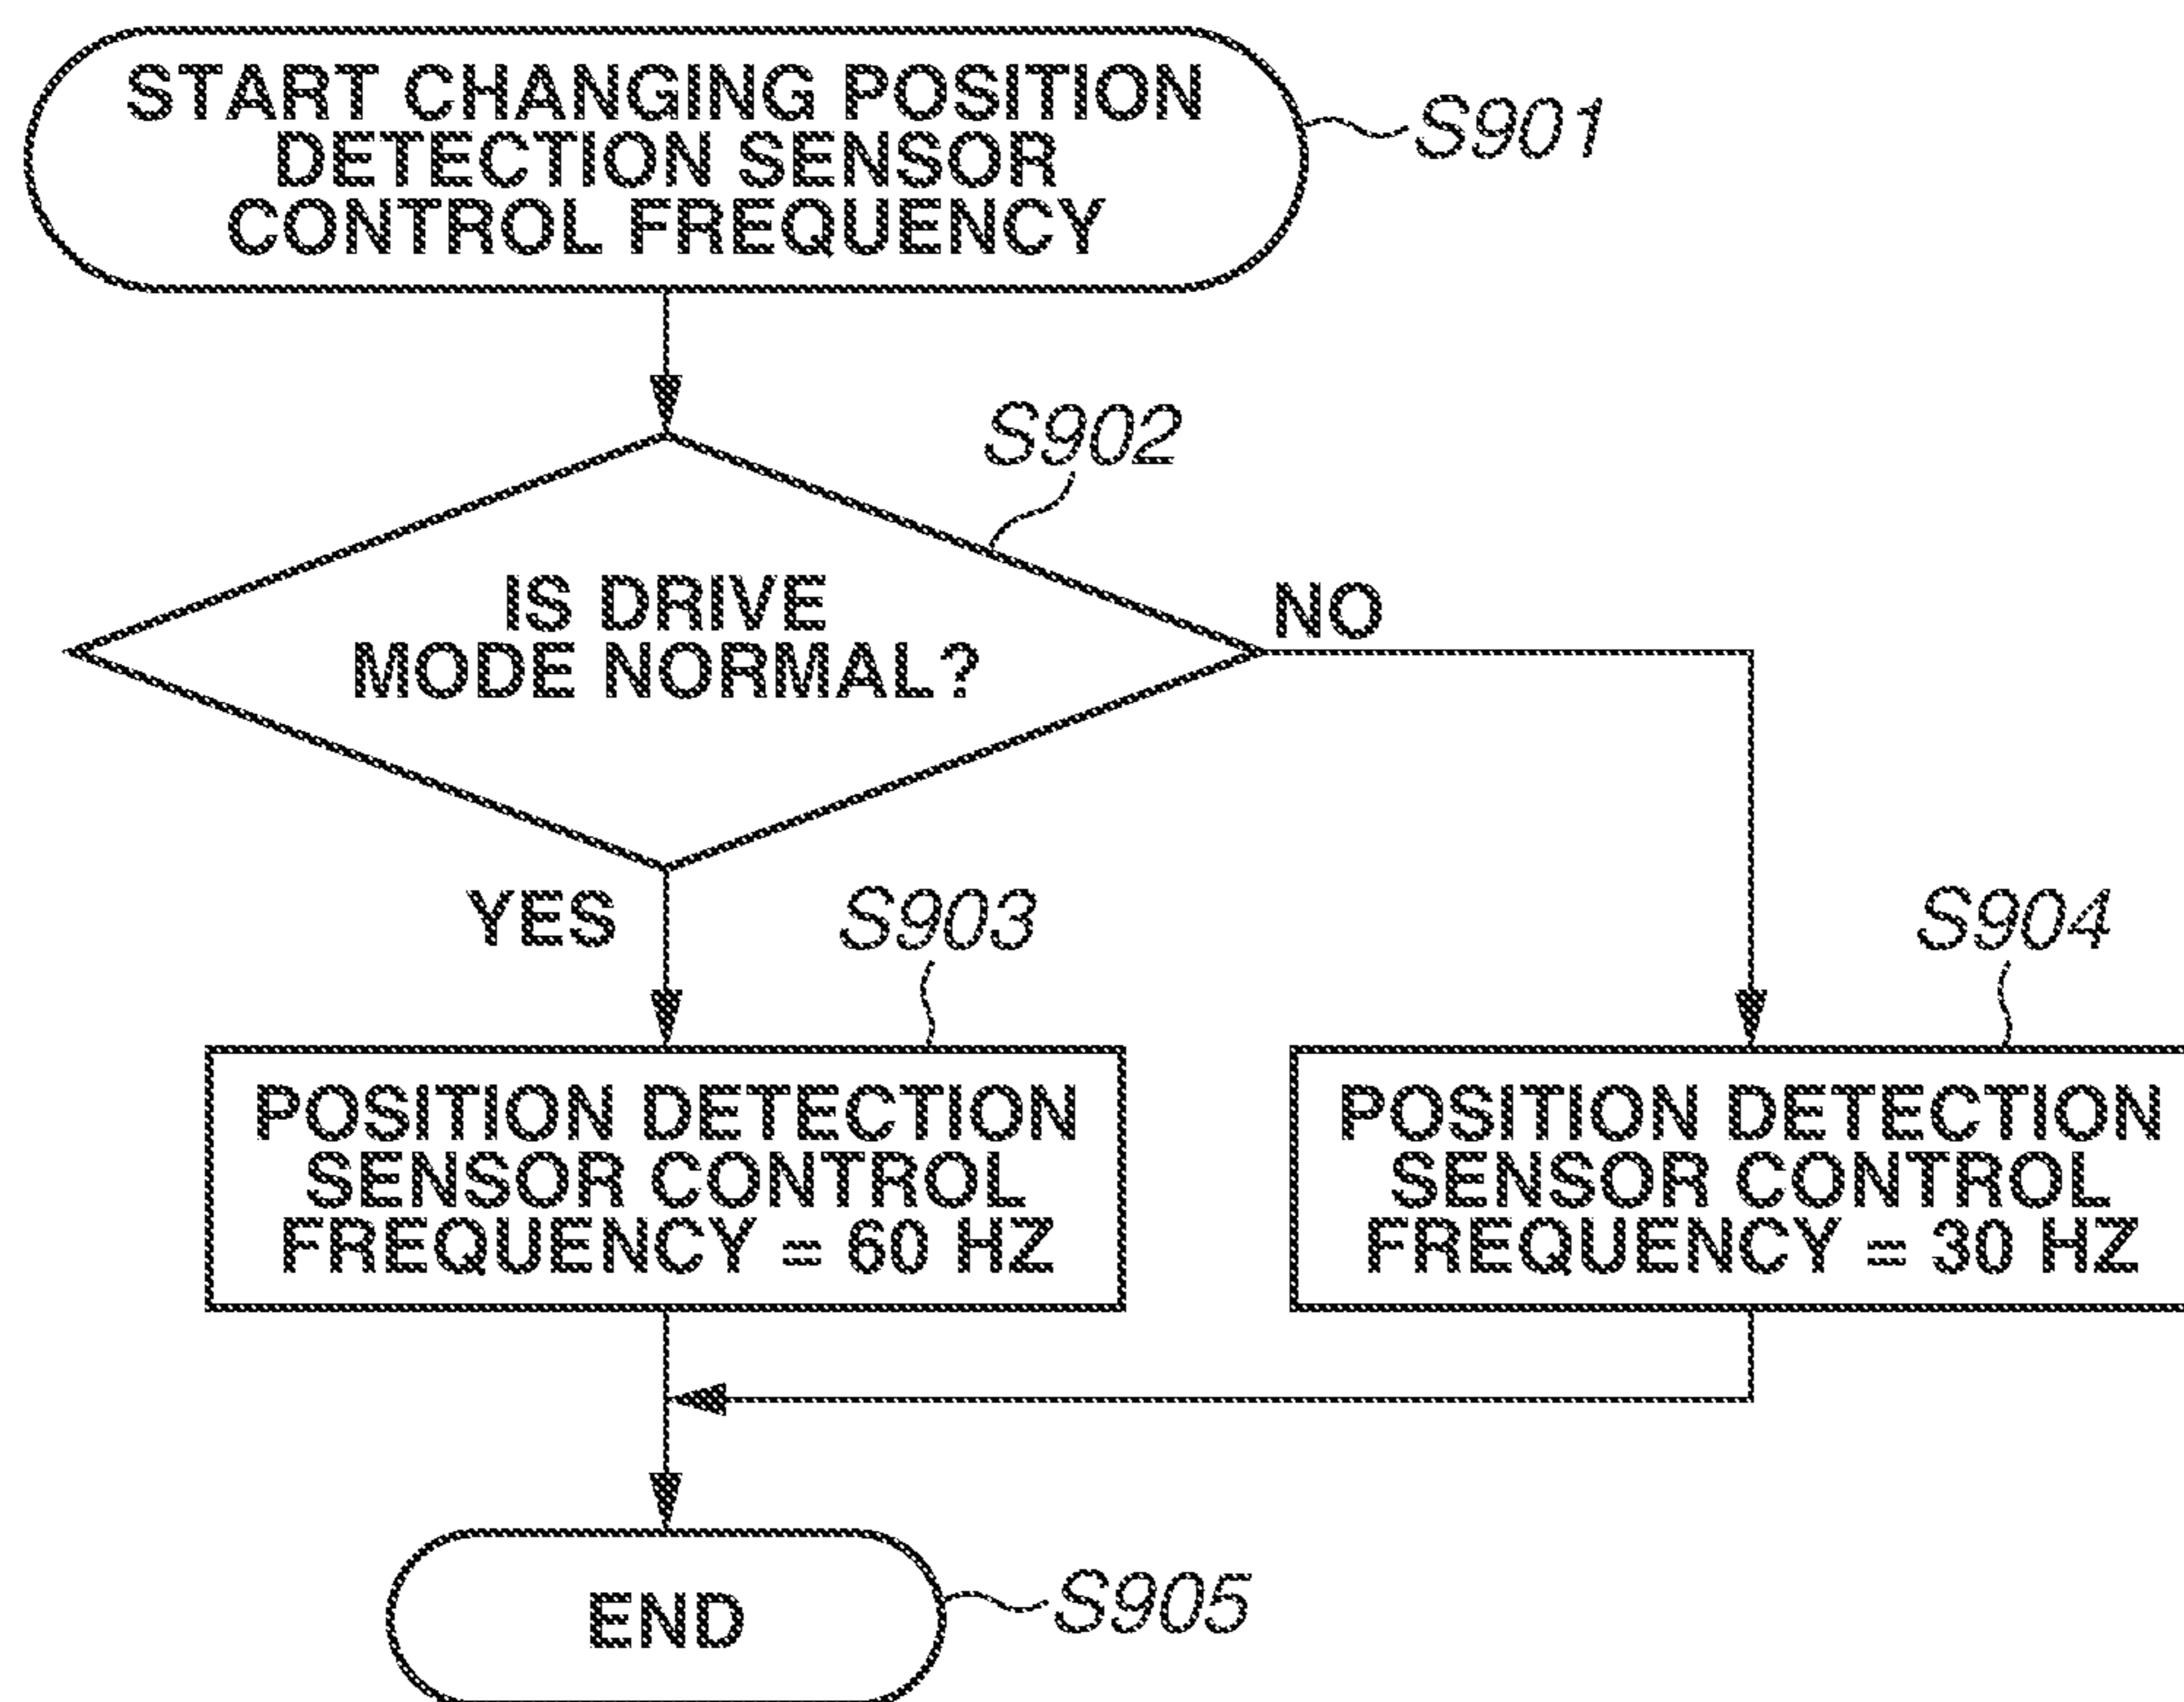 START CHANGING POSITION
DETECTION SENSOR
CONTROL FREQUENCY
S901
S902
IS DRIVE
MODE NORMAL?
NO
YES
S903
S904
POSITION DETECTION
SENSOR CONTROL
FREQUENCY = 60 HZ
POSITION DETECTION
SENSOR CONTROL
FREQUENCY = 30 HZ
END
S905